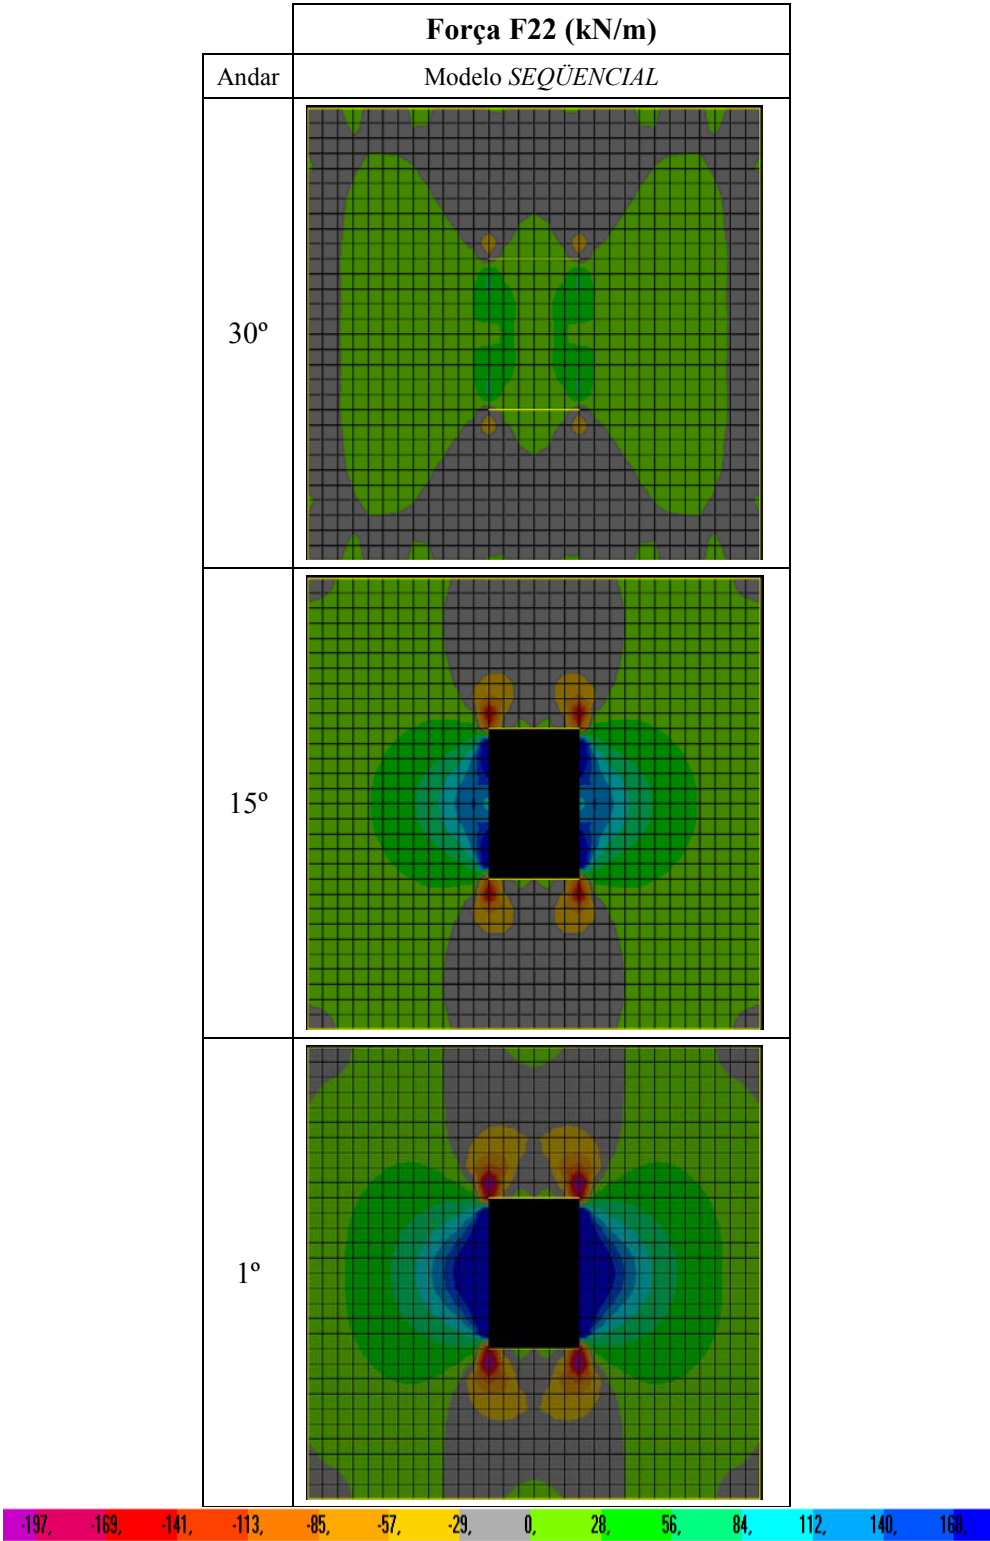 Força F22 (kN/m)
Andar
Modelo SEQÜENCIAL
30º
15º
1º
-197, -169, -141, -113, -85, -57, -29, 0, 28, 56, 84, 112, 140, 168,